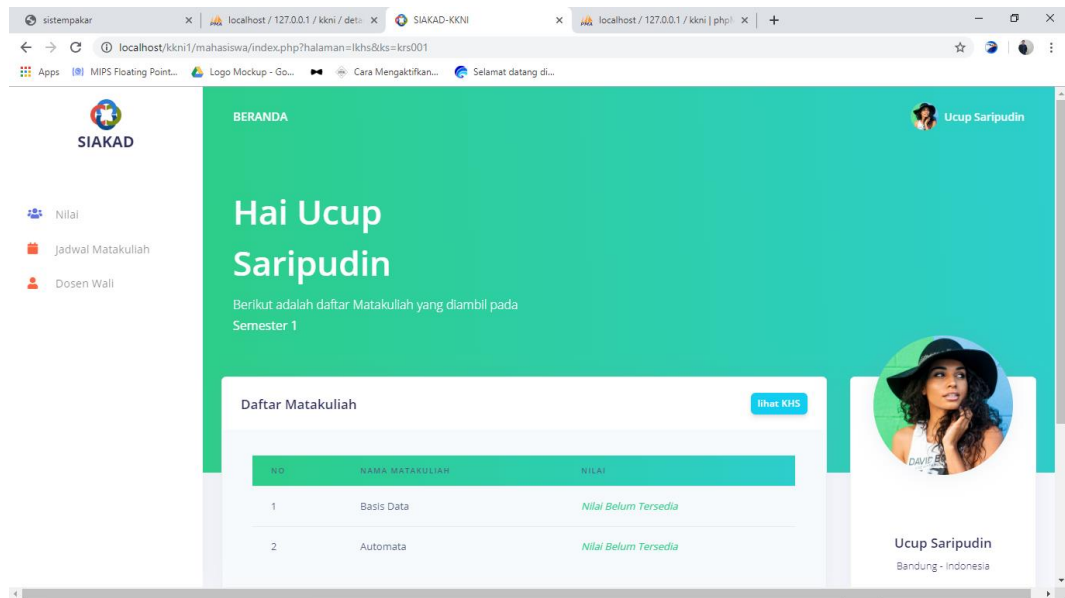 sistempakar
localhost / 127.0.0.1 / kkni / deta
SIAKAD-KKNI
localhost / 127.0.0.1 / kkni | php
localhost/kkni1/mahasiswa/index.php?halaman=lkhs&ks=krs001
Apps
MIPS Floating Point...
Logo Mockup - Go...
Cara Mengaktifkan...
Selamat datang di...
SIAKAD
BERANDA
Ucup Saripudin
Nilai
Jadwal Matakuliah
Dosen Wali
Hai Ucup
Saripudin
Berikut adalah daftar Matakuliah yang diambil pada
Semester 1
Daftar Matakuliah
lihat KHS
NO NAMA MATAKULIAH NILAI
1 Basis Data Nilai Belum Tersedia
2 Automata Nilai Belum Tersedia
DAVID
Ucup Saripudin
Bandung - Indonesia